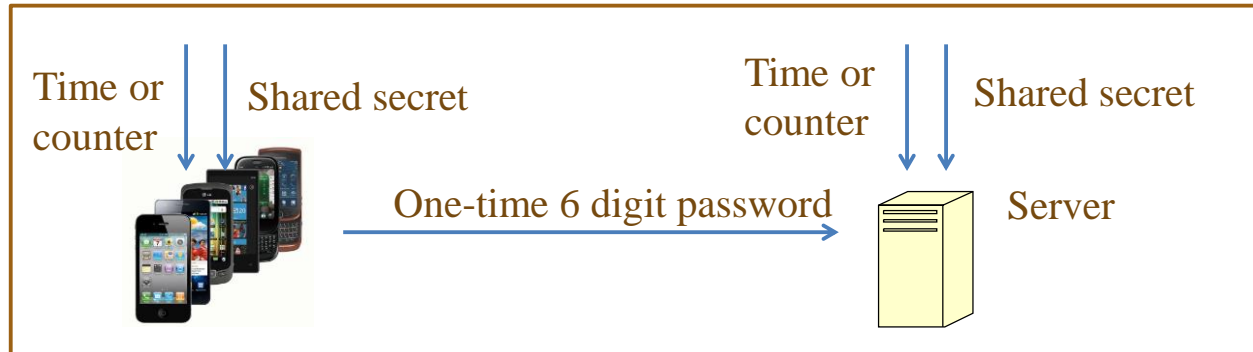 Time or
counter
Shared secret
One-time 6 digit password
Time or
counter
Shared secret
Server